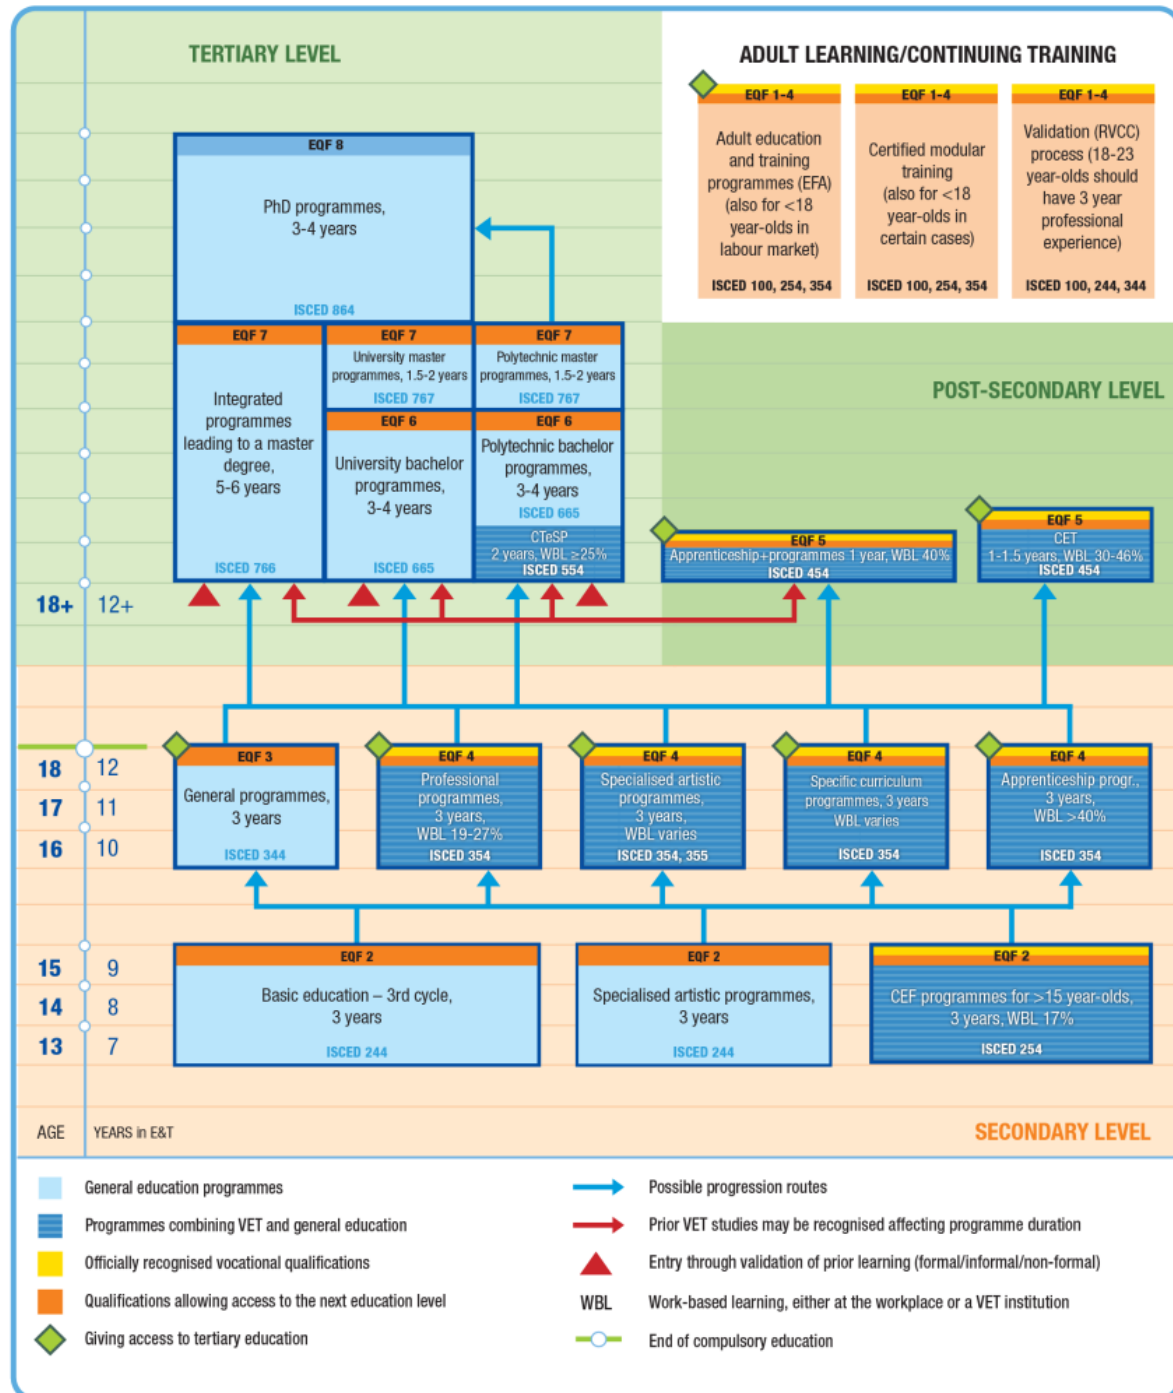 TERTIARY LEVEL
ADULT LEARNING/CONTINUING TRAINING
EQF 1-4
Adult education
and training
programmes (EFA)
(also for <18
year-olds in
labour market)
ISCED 100, 254, 354
EQF 1-4
Certified modular
training
(also for <18
year-olds in
certain cases)
ISCED 100, 254, 354
EQF 1-4
Validation (RVCC)
process (18-23
year-olds should
have 3 year
professional
experience)
ISCED 100, 244, 344
EQF 8
PhD programmes,
3-4 years
ISCED 864
EQF 7
Integrated
programmes
leading to a master
degree,
5-6 years
ISCED 766
EQF 7
University master
programmes, 1.5-2 years
ISCED 767
EQF 6
University bachelor
programmes,
3-4 years
ISCED 665
EQF 7
Polytechnic master
programmes, 1.5-2 years
ISCED 767
EQF 6
Polytechnic bachelor
programmes,
3-4 years
ISCED 665
CTeSP
2 years, WBL ≥25%
ISCED 554
POST-SECONDARY LEVEL
EQF 5
Apprenticeship+programmes 1 year, WBL 40%
ISCED 454
EQF 5
CET
1-1.5 years, WBL 30-46%
ISCED 454
18+ 12+
EQF 3
General programmes,
3 years
ISCED 344
EQF 4
Professional
programmes,
3 years,
WBL 19-27%
ISCED 354
EQF 4
Specialised artistic
programmes,
3 years,
WBL varies
ISCED 354, 355
EQF 4
Specific curriculum
programmes, 3 years
WBL varies
ISCED 354
EQF 4
Apprenticeship progr.,
3 years,
WBL >40%
ISCED 354
18 12
17 11
16 10
EQF 2
Basic education – 3rd cycle,
3 years
ISCED 244
EQF 2
Specialised artistic programmes,
3 years
ISCED 244
EQF 2
CEF programmes for >15 year-olds,
3 years, WBL 17%
ISCED 254
15 9
14 8
13 7
AGE YEARS in E&T
SECONDARY LEVEL
General education programmes
Programmes combining VET and general education
Officially recognised vocational qualifications
Qualifications allowing access to the next education level
Giving access to tertiary education
Possible progression routes
Prior VET studies may be recognised affecting programme duration
Entry through validation of prior learning (formal/informal/non-formal)
WBL Work-based learning, either at the workplace or a VET institution
End of compulsory education